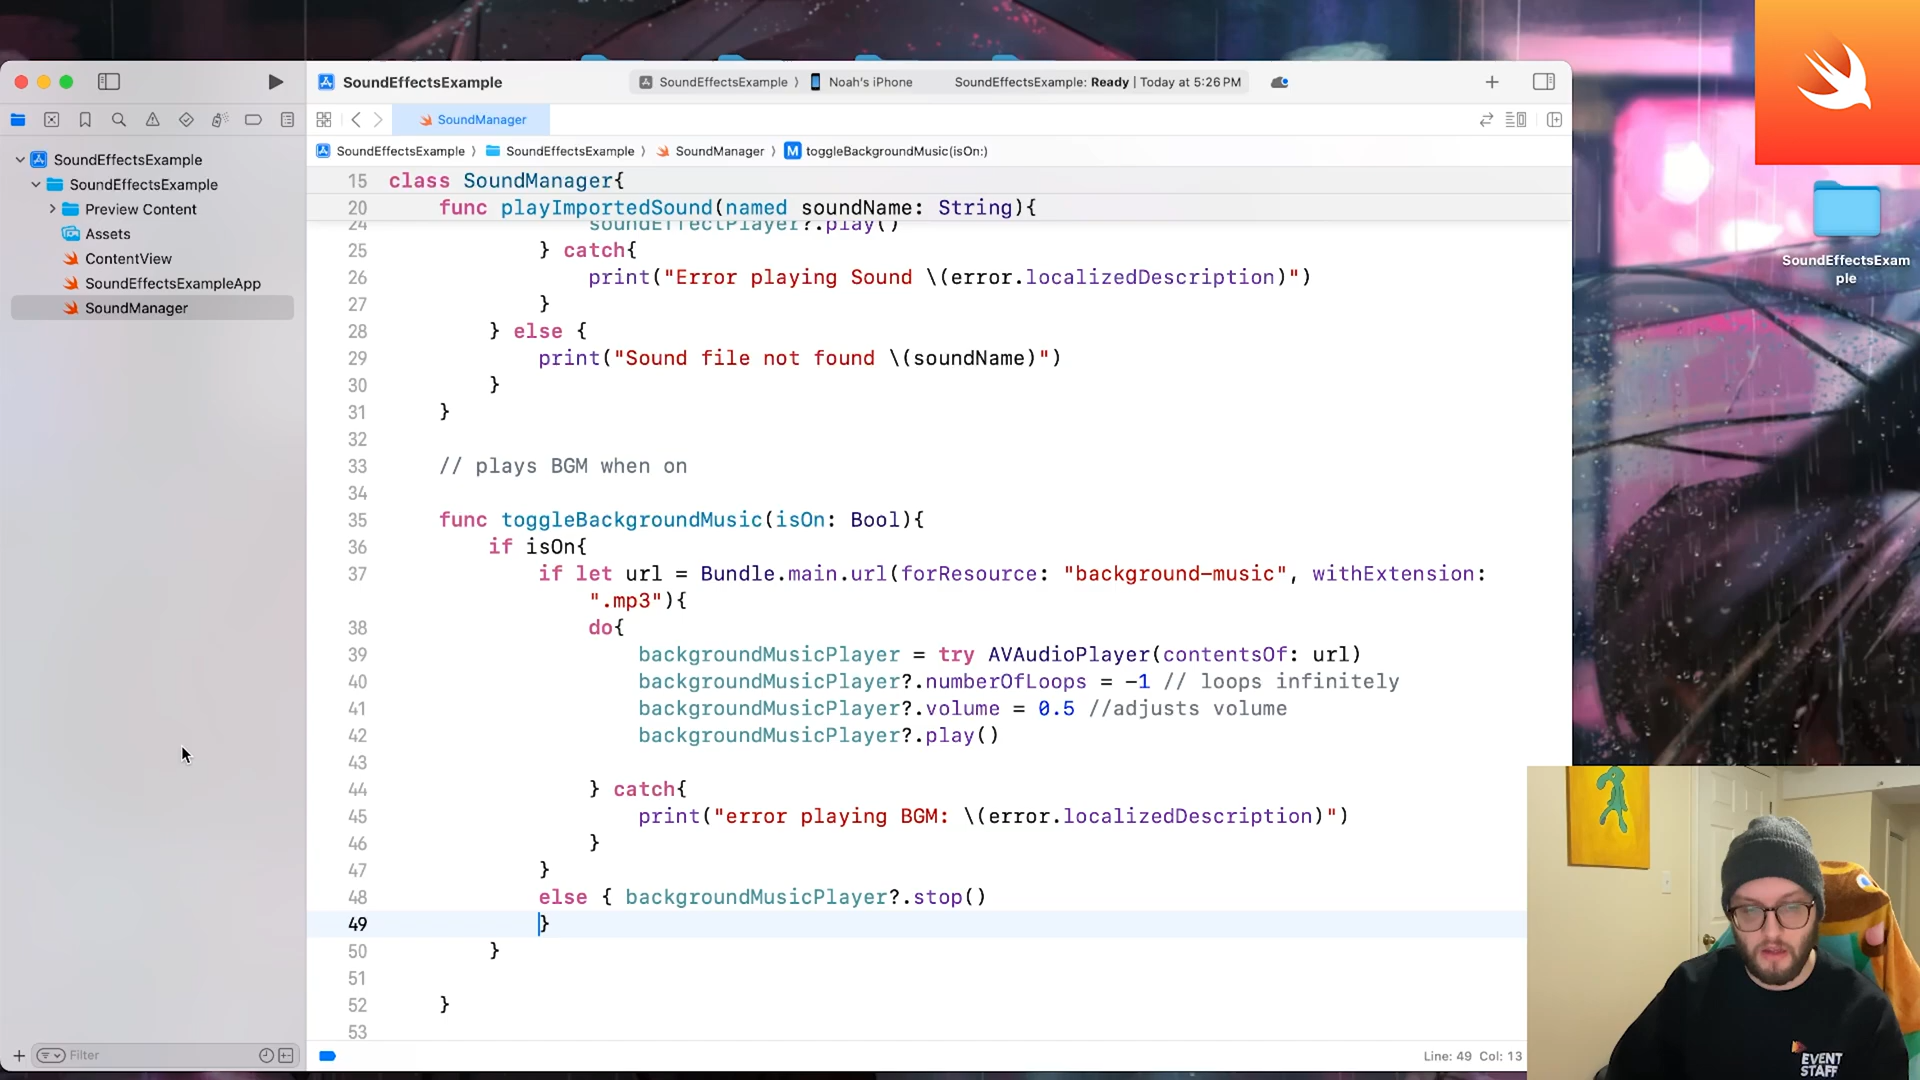 SoundEffectsExample
SoundEffectsExample 〉 Noah's iPhone
SoundEffectsExample: Ready | Today at 5:26 PM
SoundManager
SoundEffectsExample 〉 SoundEffectsExample 〉 SoundManager 〉 M toggleBackgroundMusic(isOn:)
SoundEffectsExample
SoundEffectsExample
Preview Content
Assets
ContentView
SoundEffectsExampleApp
SoundManager
Filter
15 class SoundManager{
20 func playImportedSound(named soundName: String){
24 soundEffectPlayer?.play()
25 } catch{
26 print("Error playing Sound \(error.localizedDescription)")
27 }
28 } else {
29 print("Sound file not found \(soundName)")
30 }
31 }
32
33 // plays BGM when on
34
35 func toggleBackgroundMusic(isOn: Bool){
36 if isOn{
37 if let url = Bundle.main.url(forResource: "background-music", withExtension:
".mp3"){
38 do{
39 backgroundMusicPlayer = try AVAudioPlayer(contentsOf: url)
40 backgroundMusicPlayer?.numberOfLoops = -1 // loops infinitely
41 backgroundMusicPlayer?.volume = 0.5 //adjusts volume
42 backgroundMusicPlayer?.play()
43
44 } catch{
45 print("error playing BGM: \(error.localizedDescription)")
46 }
47 }
48 else { backgroundMusicPlayer?.stop()
49 }
50 }
51
52 }
53
Line: 49 Col: 13
SoundEffectsExam
ple
EVENT
STAFF